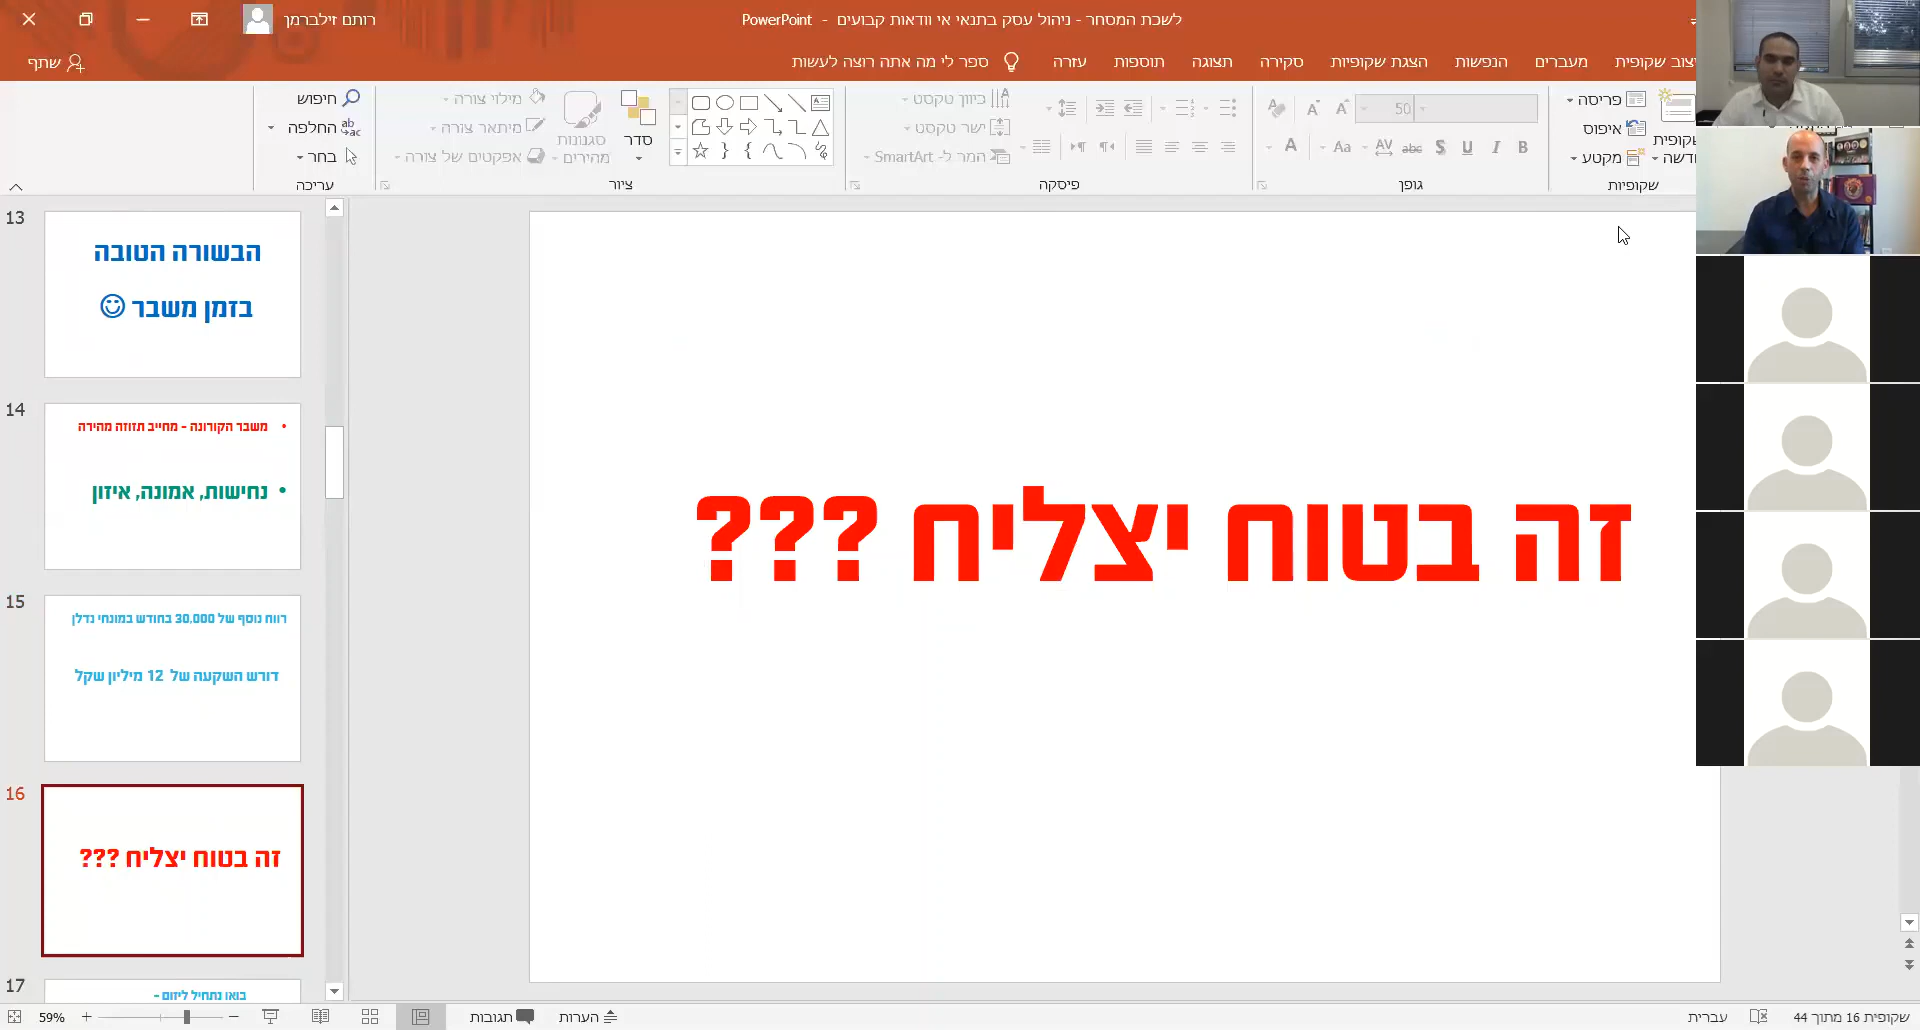 לשכת המסחר - ניהול עסק בתנאי אי וודאות קבועים - PowerPoint
רותם זילברמן
יצוב שקופית
מעברים
הנפשות
הצגת שקופיות
סקירה
תצוגה
תוספות
עזרה
ספר לי מה אתה רוצה לעשות
שתף
פריסה
איפוס
מקטע
שקופיות
50
גופן
כיוון טקסט
ישר טקסט
המר ל- SmartArt
פיסקה
סדר
סגנונות
מהירים
מילוי צורה
מיתאר צורה
אפקטים של צורה
ציור
חיפוש
החלפה
בחר
עריכה
13
הבשורה הטובה
בזמן משבר ☺
14
• משבר הקורונה - מחייב תזוזה מהירה
• נחישות, אמונה, איזון
15
רווח נוסף של 30,000 בחודש במונחי נדלן
דורש השקעה של 12 מיליון שקל
16
זה בטוח יצליח ???
17
בואו נתחיל ליזום -
זה בטוח יצליח ???
שקופית 16 מתוך 44
עברית
הערות
תגובות
59%